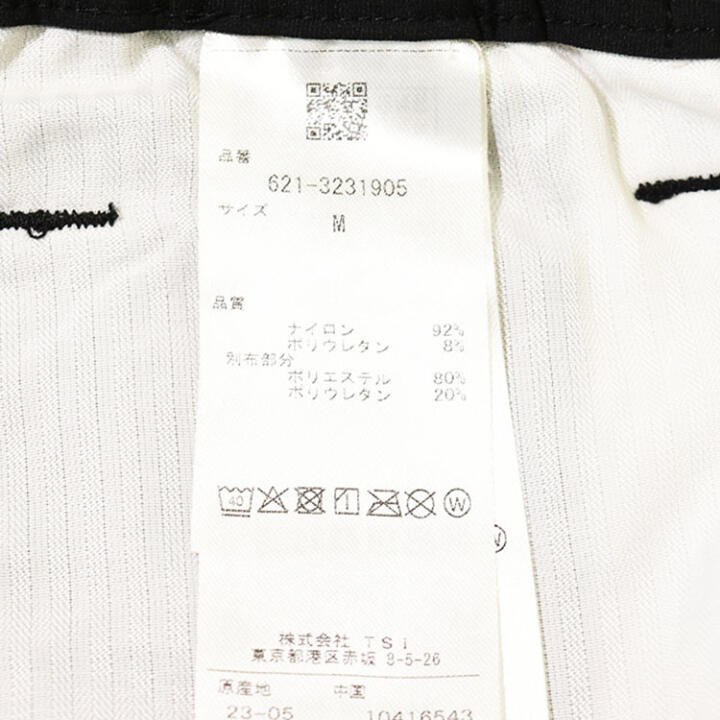 品番
621-3231905
サイズ
M
品質
ナイロン 92%
ポリウレタン 8%
別布部分
ポリエステル 80%
ポリウレタン 20%
40 W
W
株式会社 TSI
東京都港区赤坂 8-5-26
原産地 中国
23-05 10416543